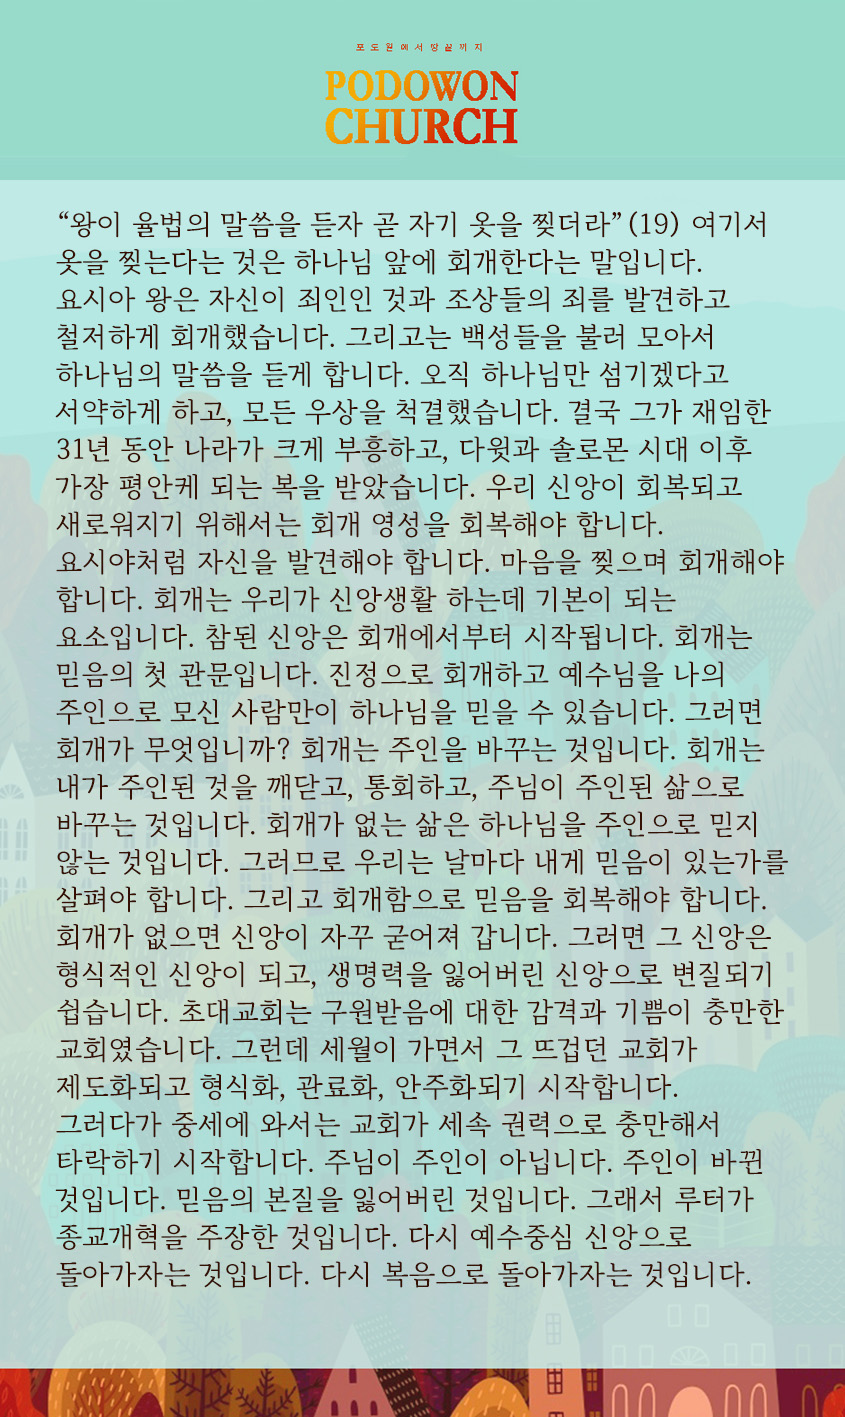 포도원에서땅끝까지
PODOWON
CHURCH
“왕이 율법의 말씀을 듣자 곧 자기 옷을 찢더라” (19) 여기서
옷을 찢는다는 것은 하나님 앞에 회개한다는 말입니다.
요시아 왕은 자신이 죄인인 것과 조상들의 죄를 발견하고
철저하게 회개했습니다. 그리고는 백성들을 불러 모아서
하나님의 말씀을 듣게 합니다. 오직 하나님만 섬기겠다고
서약하게 하고, 모든 우상을 척결했습니다. 결국 그가 재임한
31년 동안 나라가 크게 부흥하고, 다윗과 솔로몬 시대 이후
가장 평안케 되는 복을 받았습니다. 우리 신앙이 회복되고
새로워지기 위해서는 회개 영성을 회복해야 합니다.
요시야처럼 자신을 발견해야 합니다. 마음을 찢으며 회개해야
합니다. 회개는 우리가 신앙생활 하는데 기본이 되는
요소입니다. 참된 신앙은 회개에서부터 시작됩니다. 회개는
믿음의 첫 관문입니다. 진정으로 회개하고 예수님을 나의
주인으로 모신 사람만이 하나님을 믿을 수 있습니다. 그러면
회개가 무엇입니까? 회개는 주인을 바꾸는 것입니다. 회개는
내가 주인된 것을 깨닫고, 통회하고, 주님이 주인된 삶으로
바꾸는 것입니다. 회개가 없는 삶은 하나님을 주인으로 믿지
않는 것입니다. 그러므로 우리는 날마다 내게 믿음이 있는가를
살펴야 합니다. 그리고 회개함으로 믿음을 회복해야 합니다.
회개가 없으면 신앙이 자꾸 굳어져 갑니다. 그러면 그 신앙은
형식적인 신앙이 되고, 생명력을 잃어버린 신앙으로 변질되기
쉽습니다. 초대교회는 구원받음에 대한 감격과 기쁨이 충만한
교회였습니다. 그런데 세월이 가면서 그 뜨겁던 교회가
제도화되고 형식화, 관료화, 안주화되기 시작합니다.
그러다가 중세에 와서는 교회가 세속 권력으로 충만해서
타락하기 시작합니다. 주님이 주인이 아닙니다. 주인이 바뀐
것입니다. 믿음의 본질을 잃어버린 것입니다. 그래서 루터가
종교개혁을 주장한 것입니다. 다시 예수중심 신앙으로
돌아가자는 것입니다. 다시 복음으로 돌아가자는 것입니다.